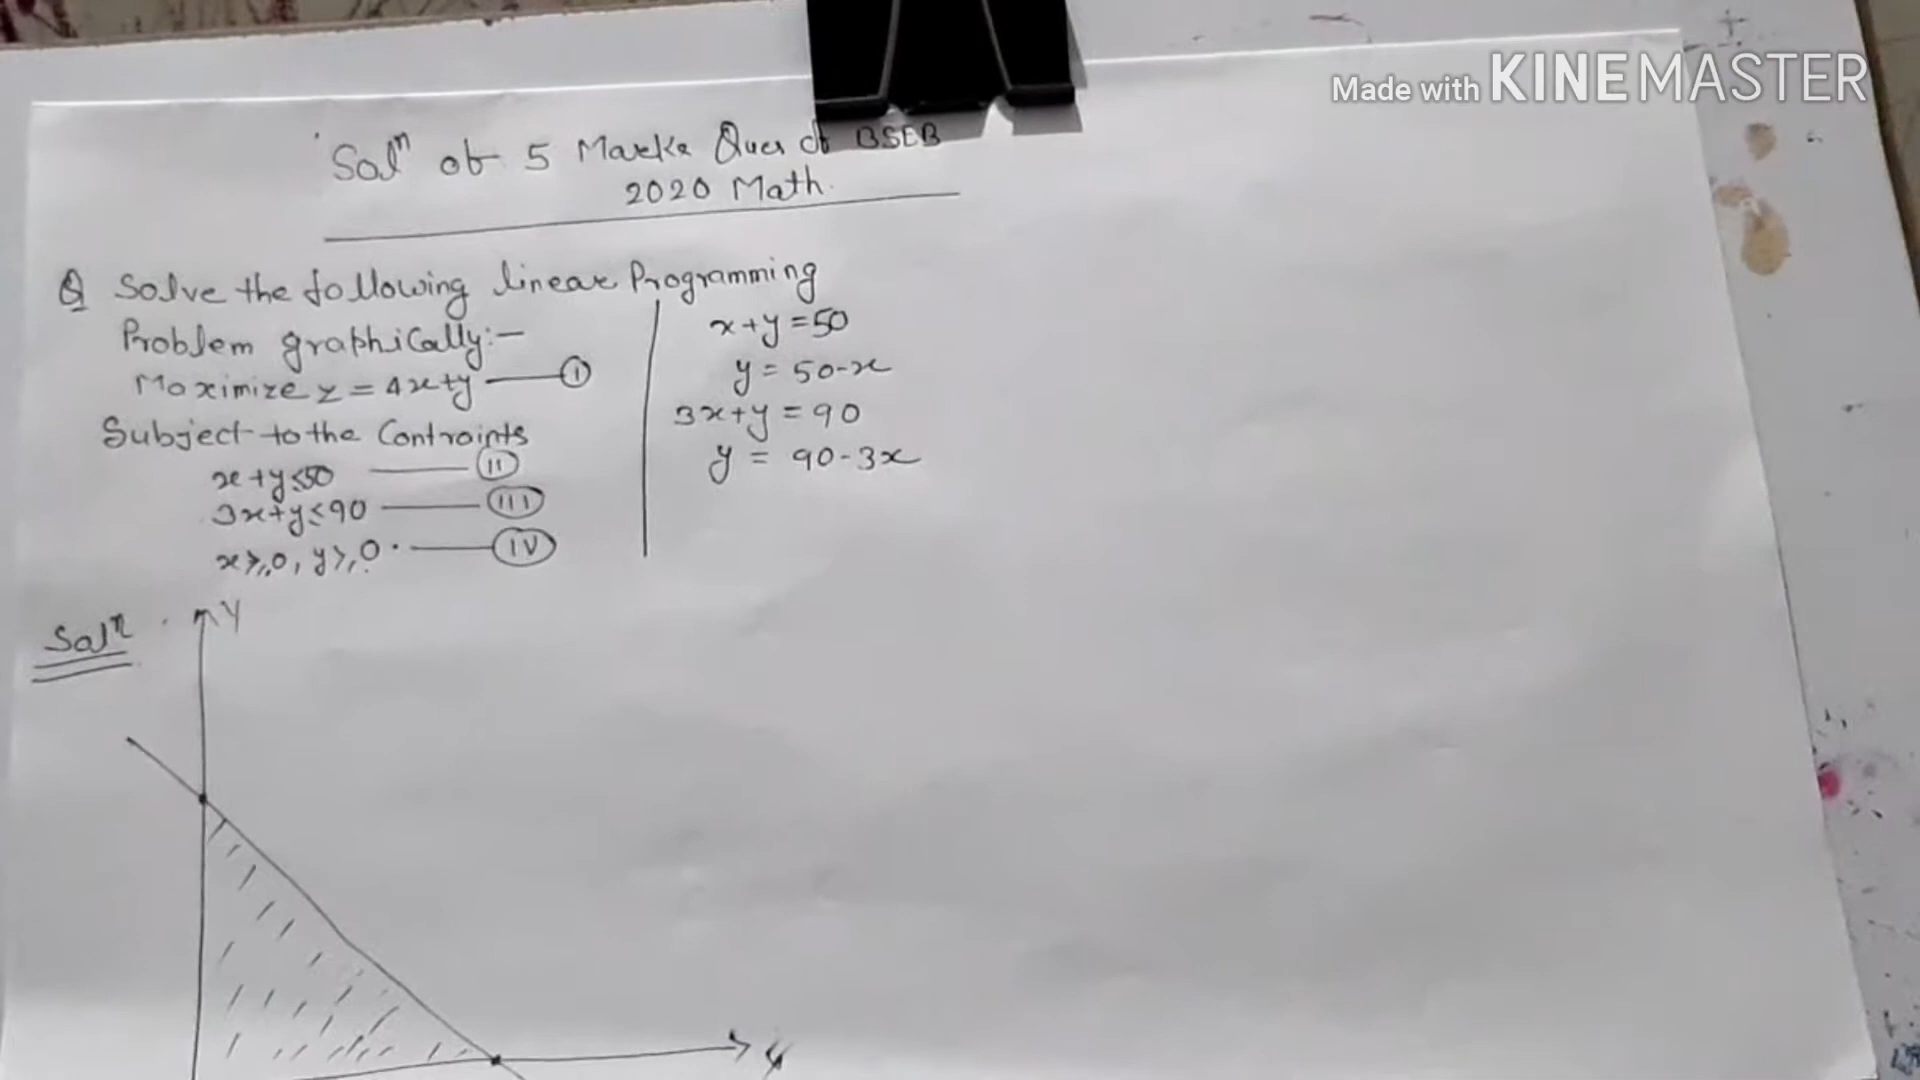 Made with KINEMASTER
Solⁿ of 5 Marks Ques of BSEB
2020 Math.
Q Solve the following linear Programming
Problem graphically:-
Maximize z = 4x+y — I
Subject to the Contraints
x+y≤50 — II
3x+y≤90 — III
x≥0, y≥0. — IV
x+y=50
y = 50-x
3x+y = 90
y = 90-3x
Solⁿ
Y